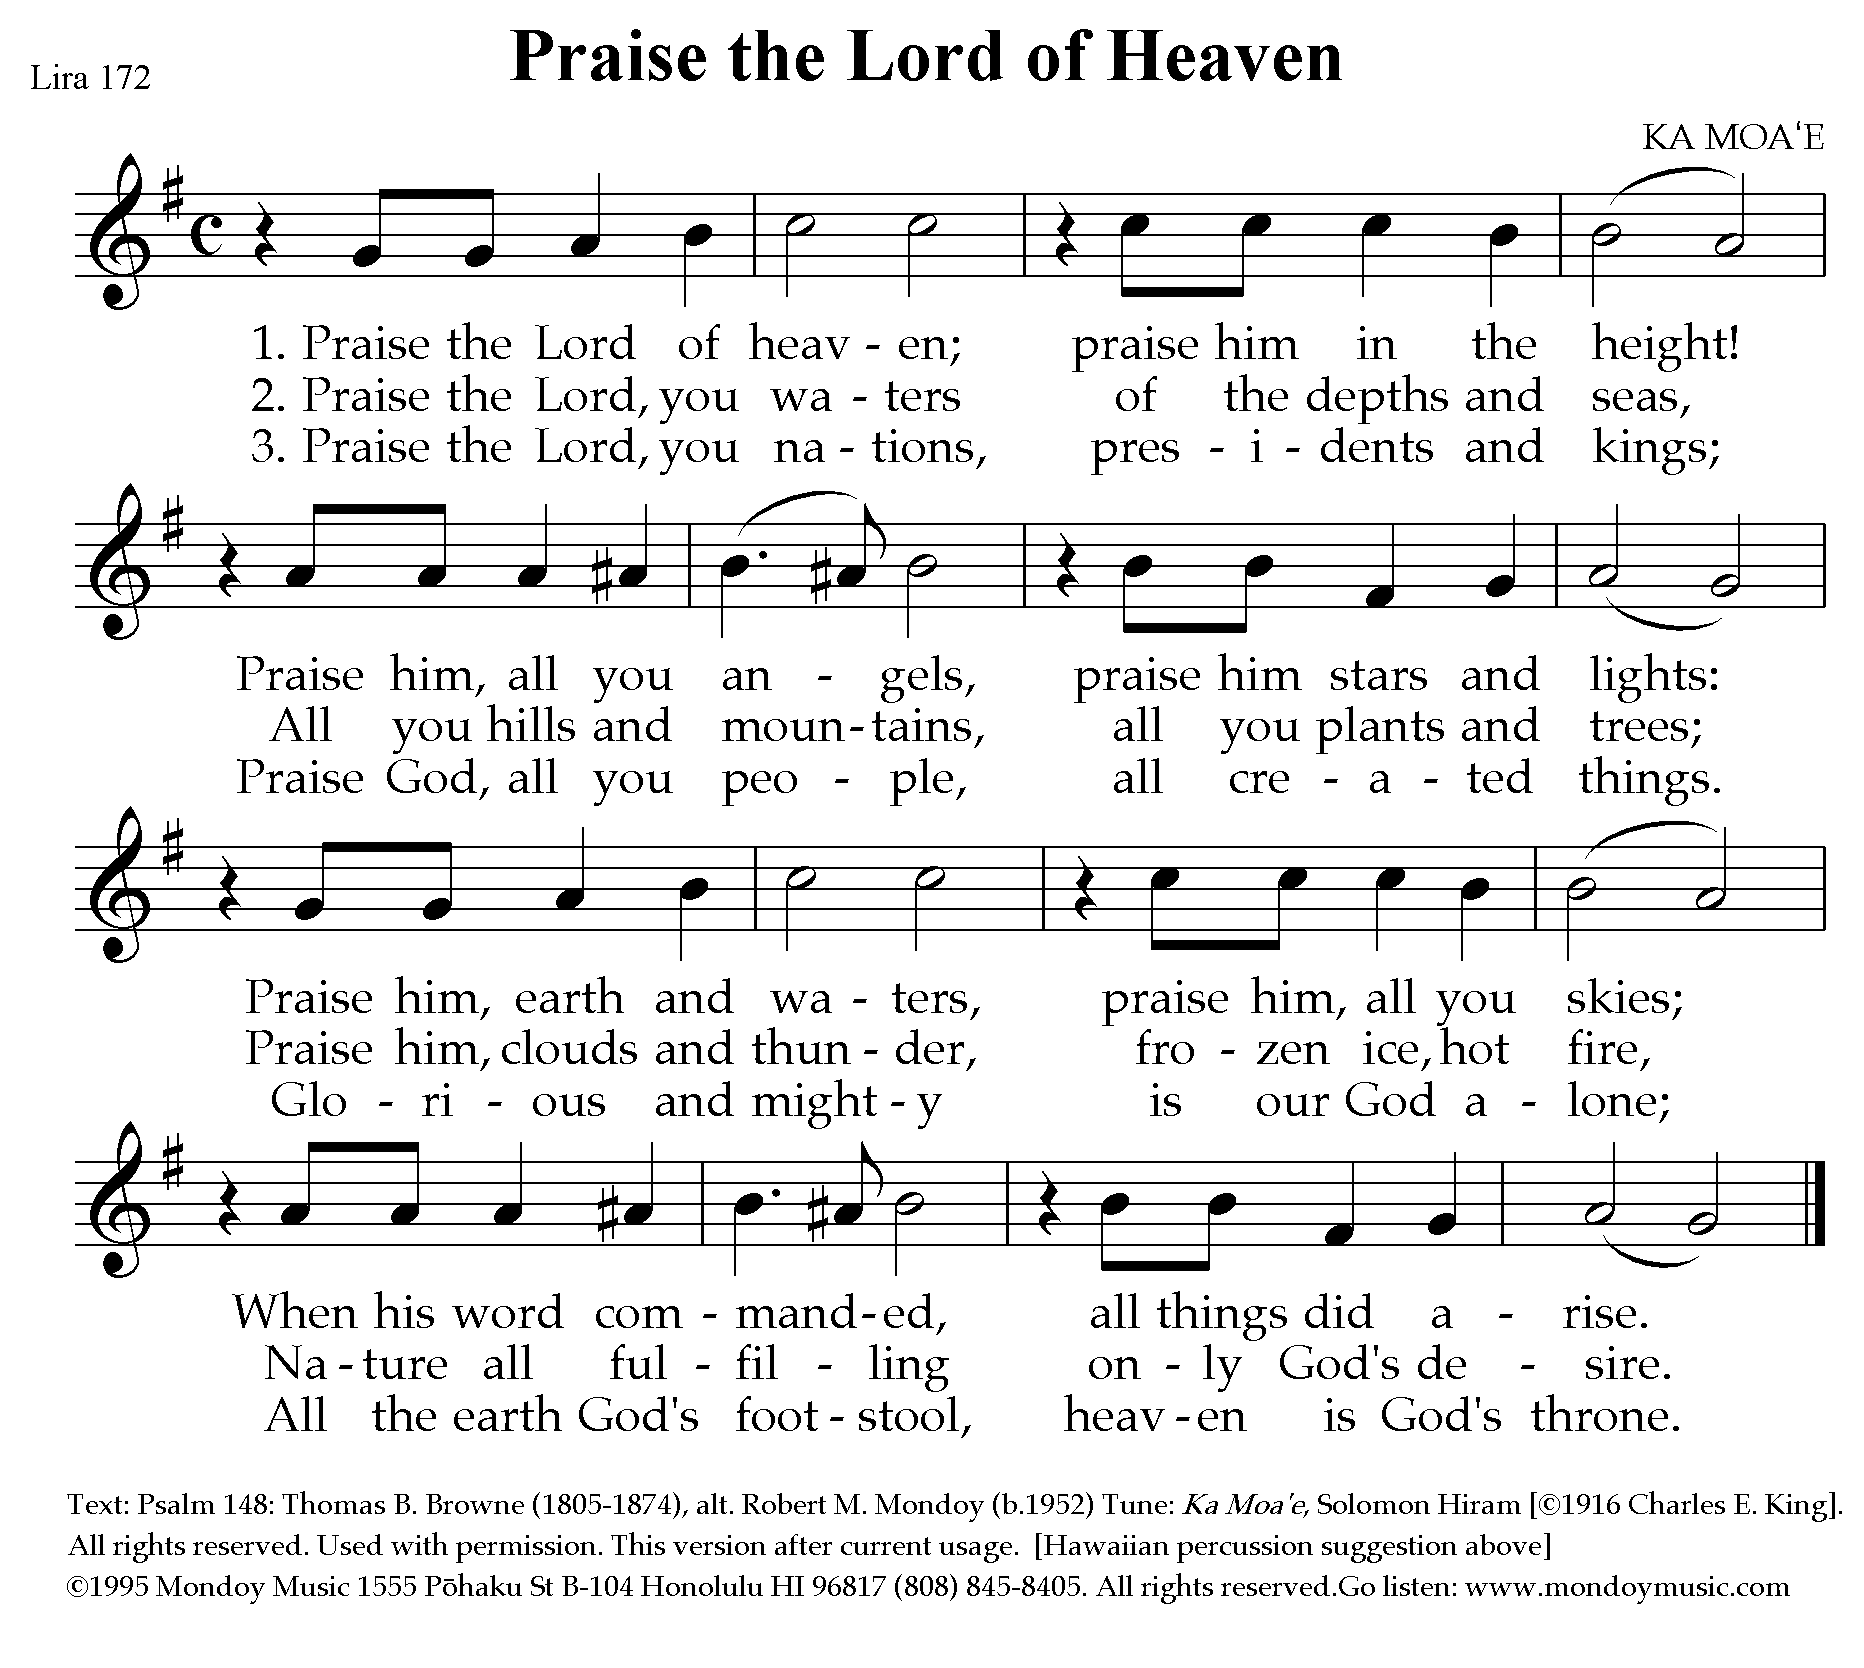 Praise the Lord of Heaven
Lira 172
KA MOAʻE
1. Praise the Lord of heav - en; praise him in the height!
2. Praise the Lord, you wa - ters of the depths and seas,
3. Praise the Lord, you na - tions, pres - i - dents and kings;
Praise him, all you an - gels, praise him stars and lights:
All you hills and moun - tains, all you plants and trees;
Praise God, all you peo - ple, all cre - a - ted things.
Praise him, earth and wa - ters, praise him, all you skies;
Praise him, clouds and thun - der, fro - zen ice, hot fire,
Glo - ri - ous and might - y is our God a - lone;
When his word com - mand - ed, all things did a - rise.
Na - ture all ful - fil - ling on - ly God's de - sire.
All the earth God's foot - stool, heav - en is God's throne.
Text: Psalm 148: Thomas B. Browne (1805-1874), alt. Robert M. Mondoy (b.1952) Tune: Ka Moa'e, Solomon Hiram [©1916 Charles E. King].
All rights reserved. Used with permission. This version after current usage. [Hawaiian percussion suggestion above]
©1995 Mondoy Music 1555 Pōhaku St B-104 Honolulu HI 96817 (808) 845-8405. All rights reserved.Go listen: www.mondoymusic.com